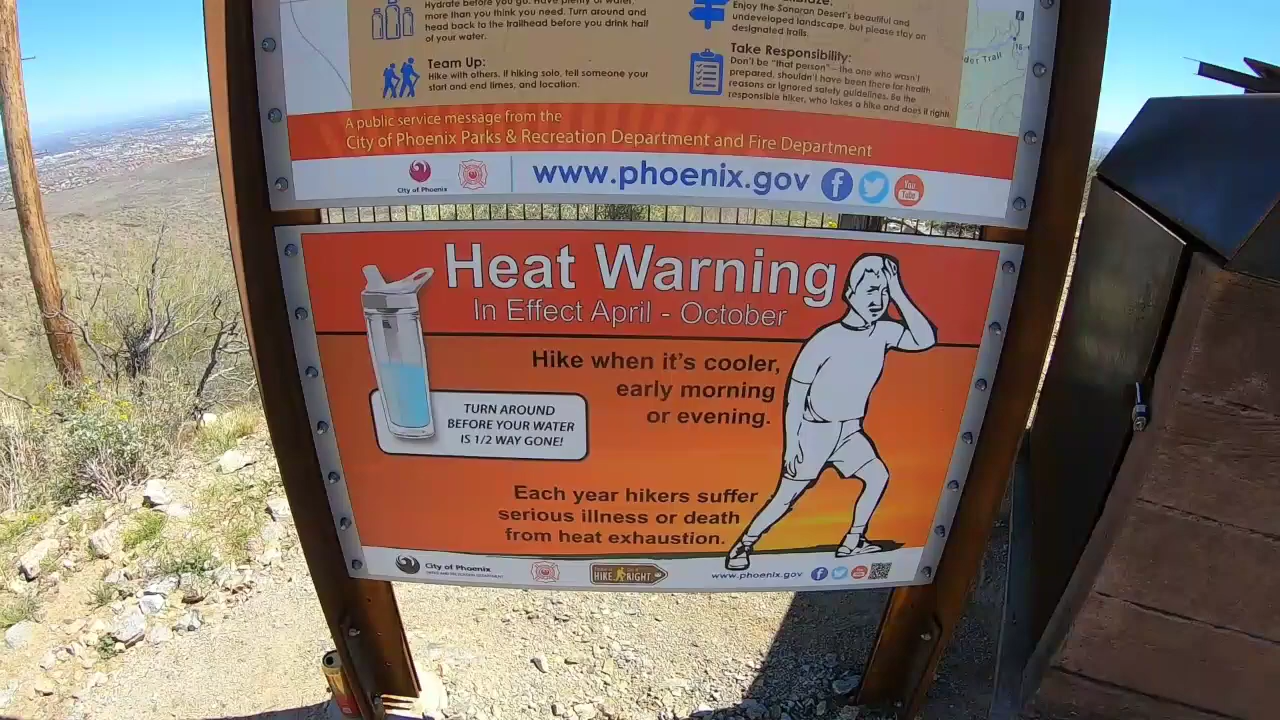 Hydrate before you go. Have plenty of water,
more than you think you need. Turn around and
head back to the trailhead before you drink half
of your water.
Team Up:
Hike with others. If hiking solo, tell someone your
start and end times, and location.
Enjoy the Sonoran Desert's beautiful and
undeveloped landscape, but please stay on
designated trails.
Take Responsibility:
Don't be "that person" - the one who wasn't
prepared, shouldn't have been there for health
reasons or ignored safety guidelines. Be the
responsible hiker, who takes a hike and does it right
der Trail
A public service message from the
City of Phoenix Parks & Recreation Department and Fire Department
City of Phoenix
www.phoenix.gov
You
Tube
Heat Warning
In Effect April - October
Hike when it's cooler,
early morning
or evening.
TURN AROUND
BEFORE YOUR WATER
IS 1/2 WAY GONE!
Each year hikers suffer
serious illness or death
from heat exhaustion.
City of Phoenix
HIKE RIGHT
www.phoenix.gov